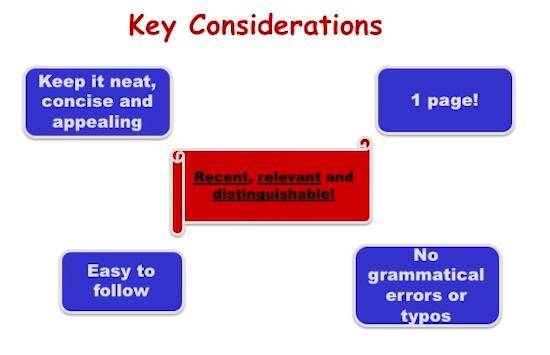 Key Considerations
Keep it neat,
concise and
appealing
1 page!
Recent, relevant and
distinguishable!
Easy to
follow
No
grammatical
errors or
typos